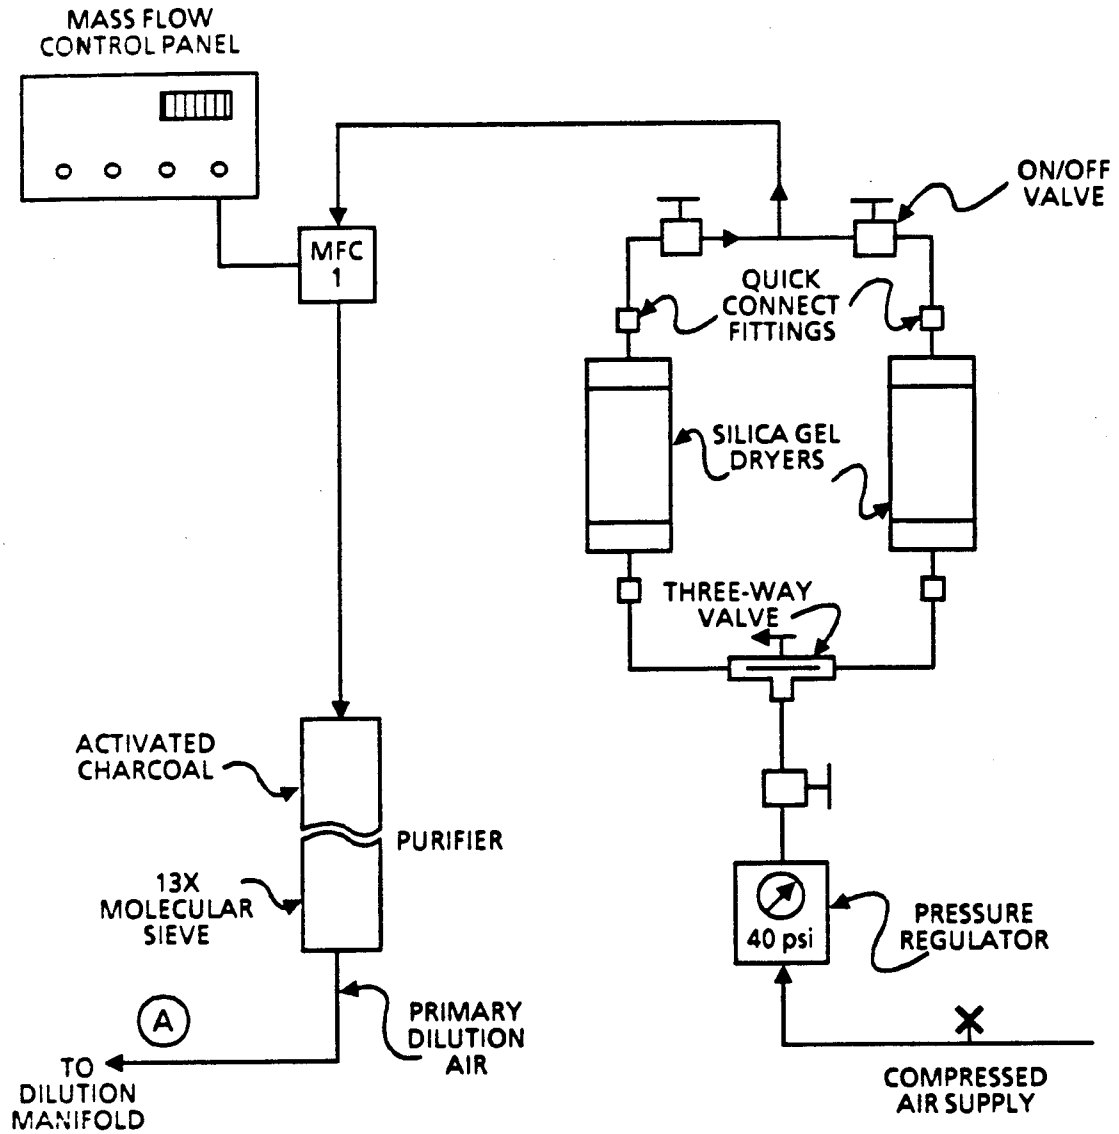 MASS FLOW
CONTROL PANEL
ON/OFF
VALVE
MFC
1
QUICK
CONNECT
FITTINGS
SILICA GEL
DRYERS
THREE-WAY
VALVE
ACTIVATED
CHARCOAL
PURIFIER
13X
MOLECULAR
SIEVE
40 psi
PRESSURE
REGULATOR
A
PRIMARY
DILUTION
AIR
TO
DILUTION
MANIFOLD
COMPRESSED
AIR SUPPLY